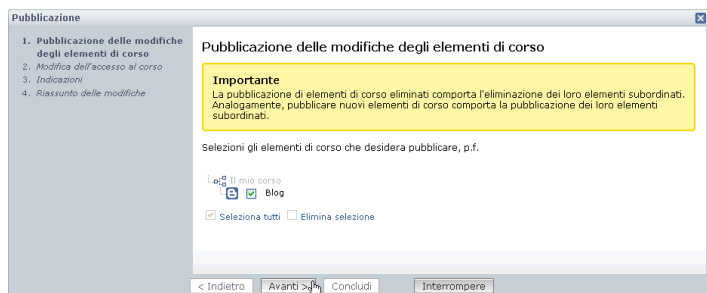 Pubblicazione
1. Pubblicazione delle modifiche
degli elementi di corso
2. Modifica dell'accesso al corso
3. Indicazioni
4. Riassunto delle modifiche
Pubblicazione delle modifiche degli elementi di corso
Importante
La pubblicazione di elementi di corso eliminati comporta l'eliminazione dei loro elementi subordinati.
Analogamente, pubblicare nuovi elementi di corso comporta la pubblicazione dei loro elementi
subordinati.
Selezioni gli elementi di corso che desidera pubblicare, p.f.
Il mio corso
Blog
Seleziona tutti Elimina selezione
< Indietro Avanti > Concludi Interrompere